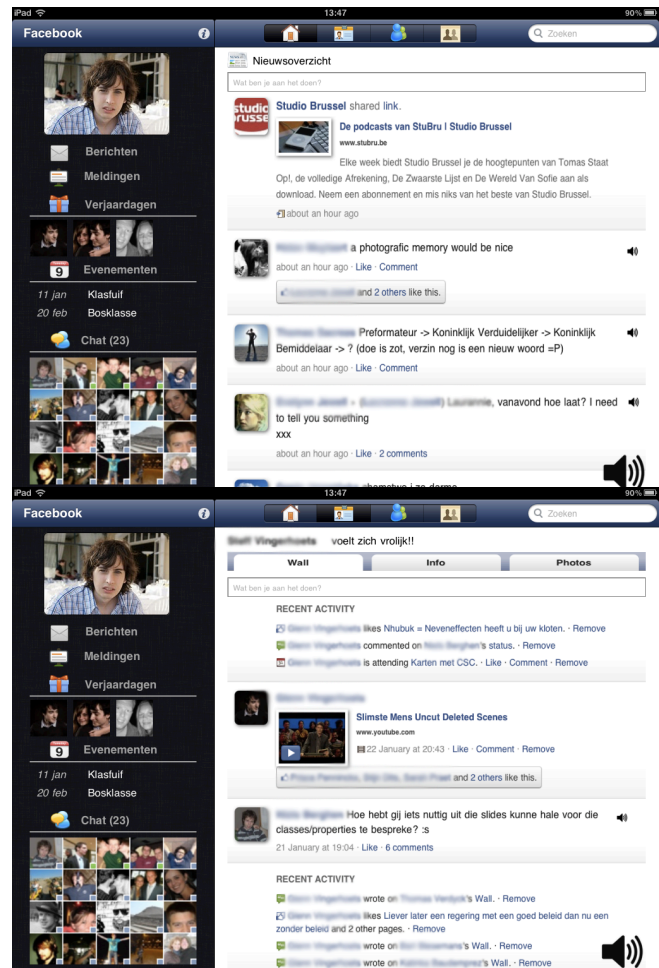 iPad 13:47 90%
Facebook
Zoeken
Nieuwsoverzicht
Wat ben je aan het doen?
Berichten
Meldingen
Verjaardagen
9 Evenementen
11 jan Klasfuif
20 feb Bosklasse
Chat (23)
studio
brussel
Studio Brussel shared link.
De podcasts van StuBru I Studio Brussel
www.stubru.be
Elke week biedt Studio Brussel je de hoogtepunten van Tomas Staat
Op!, de volledige Afrekening, De Zwaarste Lijst en De Wereld Van Sofie aan als
download. Neem een abonnement en mis niks van het beste van Studio Brussel.
about an hour ago
a photografic memory would be nice
about an hour ago · Like · Comment
and 2 others like this.
Preformateur -> Koninklijk Verduidelijker -> Koninklijk
Bemiddelaar -> ? (doe is zot, verzin nog is een nieuw woord =P)
about an hour ago · Like · Comment
, vanavond hoe laat? I need
to tell you something
xxx
about an hour ago · Like · 2 comments
iPad 13:47 90%
Facebook
Zoeken
voelt zich vrolijk!!
Wall Info Photos
Wat ben je aan het doen?
Berichten
Meldingen
Verjaardagen
9 Evenementen
11 jan Klasfuif
20 feb Bosklasse
Chat (23)
RECENT ACTIVITY
likes Nhubuk = Neveneffecten heeft u bij uw kloten. · Remove
commented on 's status. · Remove
is attending Karten met CSC. · Like · Comment · Remove
Slimste Mens Uncut Deleted Scenes
www.youtube.com
22 January at 20:43 · Like · Comment · Remove
and 2 others like this.
Hoe hebt gij iets nuttig uit die slides kunne hale voor die
classes/properties te bespreke? :s
21 January at 19:04 · Like · 6 comments
RECENT ACTIVITY
wrote on 's Wall. · Remove
likes Liever later een regering met een goed beleid dan nu een
zonder beleid and 2 other pages. · Remove
wrote on 's Wall. · Remove
wrote on 's Wall. · Remove